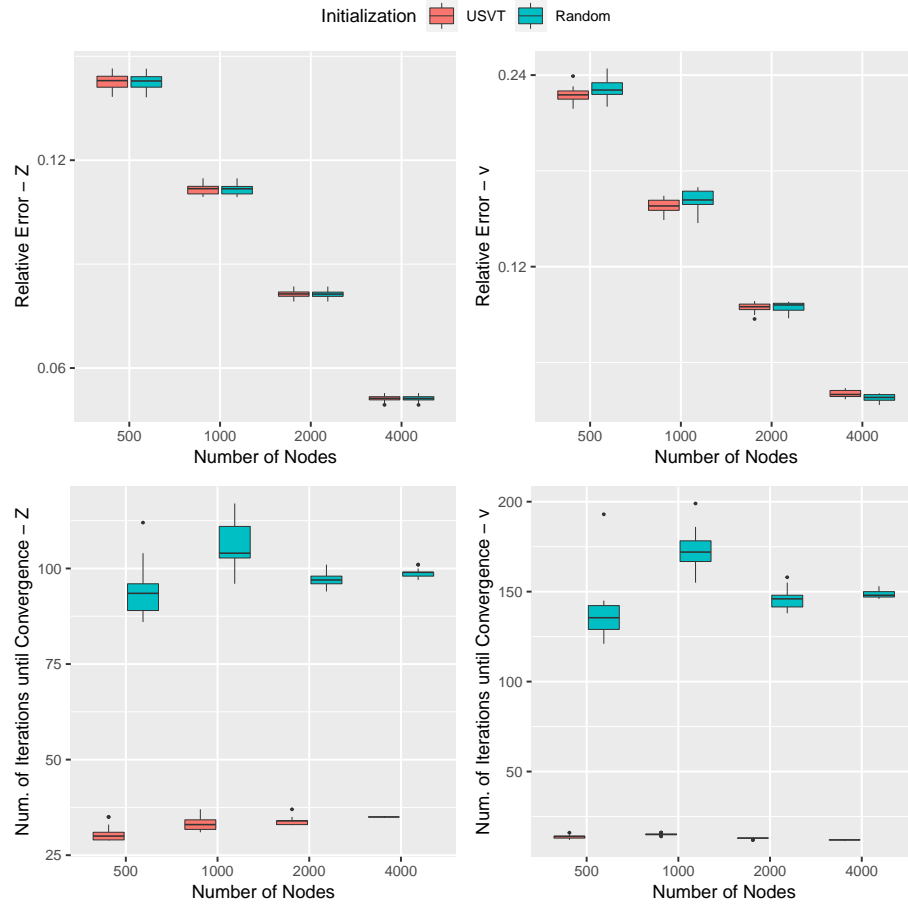 Initialization USVT Random
Relative Error − Z
0.12
0.06
500 1000 2000 4000
Number of Nodes
Relative Error − v
0.24
0.12
500 1000 2000 4000
Number of Nodes
Num. of Iterations until Convergence − Z
100
75
50
25
500 1000 2000 4000
Number of Nodes
Num. of Iterations until Convergence − v
200
150
100
50
500 1000 2000 4000
Number of Nodes